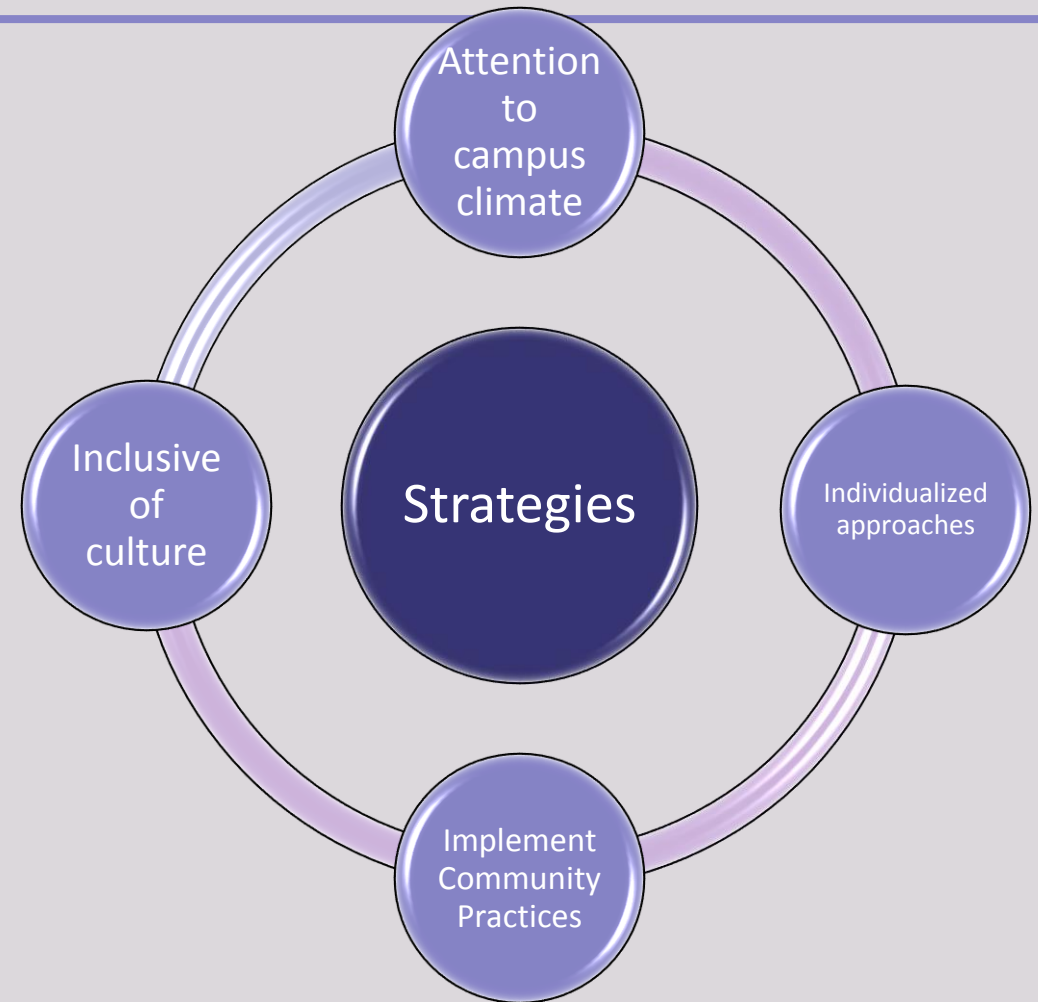 Attention
to
campus
climate
Inclusive
of
culture
Strategies
Individualized
approaches
Implement
Community
Practices